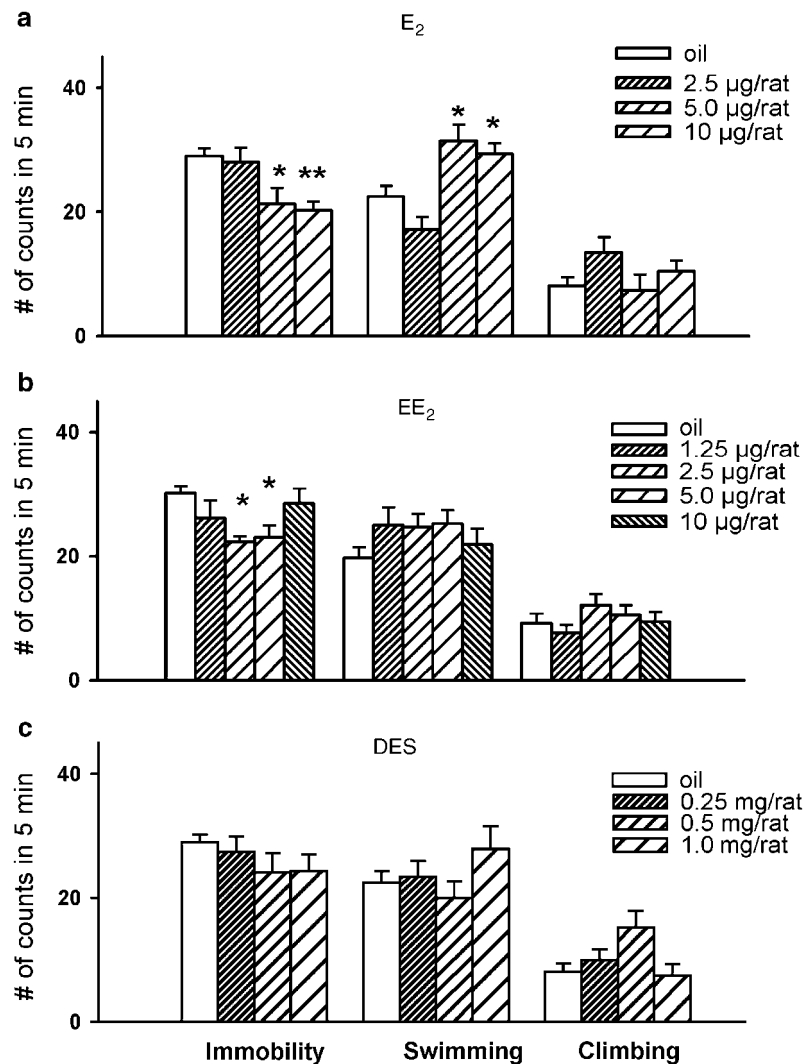 a
E₂
# of counts in 5 min
40
20
0
oil
2.5 µg/rat
5.0 µg/rat
10 µg/rat
*
**
*
*
b
EE₂
# of counts in 5 min
40
20
0
oil
1.25 µg/rat
2.5 µg/rat
5.0 µg/rat
10 µg/rat
*
*
c
DES
# of counts in 5 min
40
20
0
oil
0.25 mg/rat
0.5 mg/rat
1.0 mg/rat
Immobility Swimming Climbing